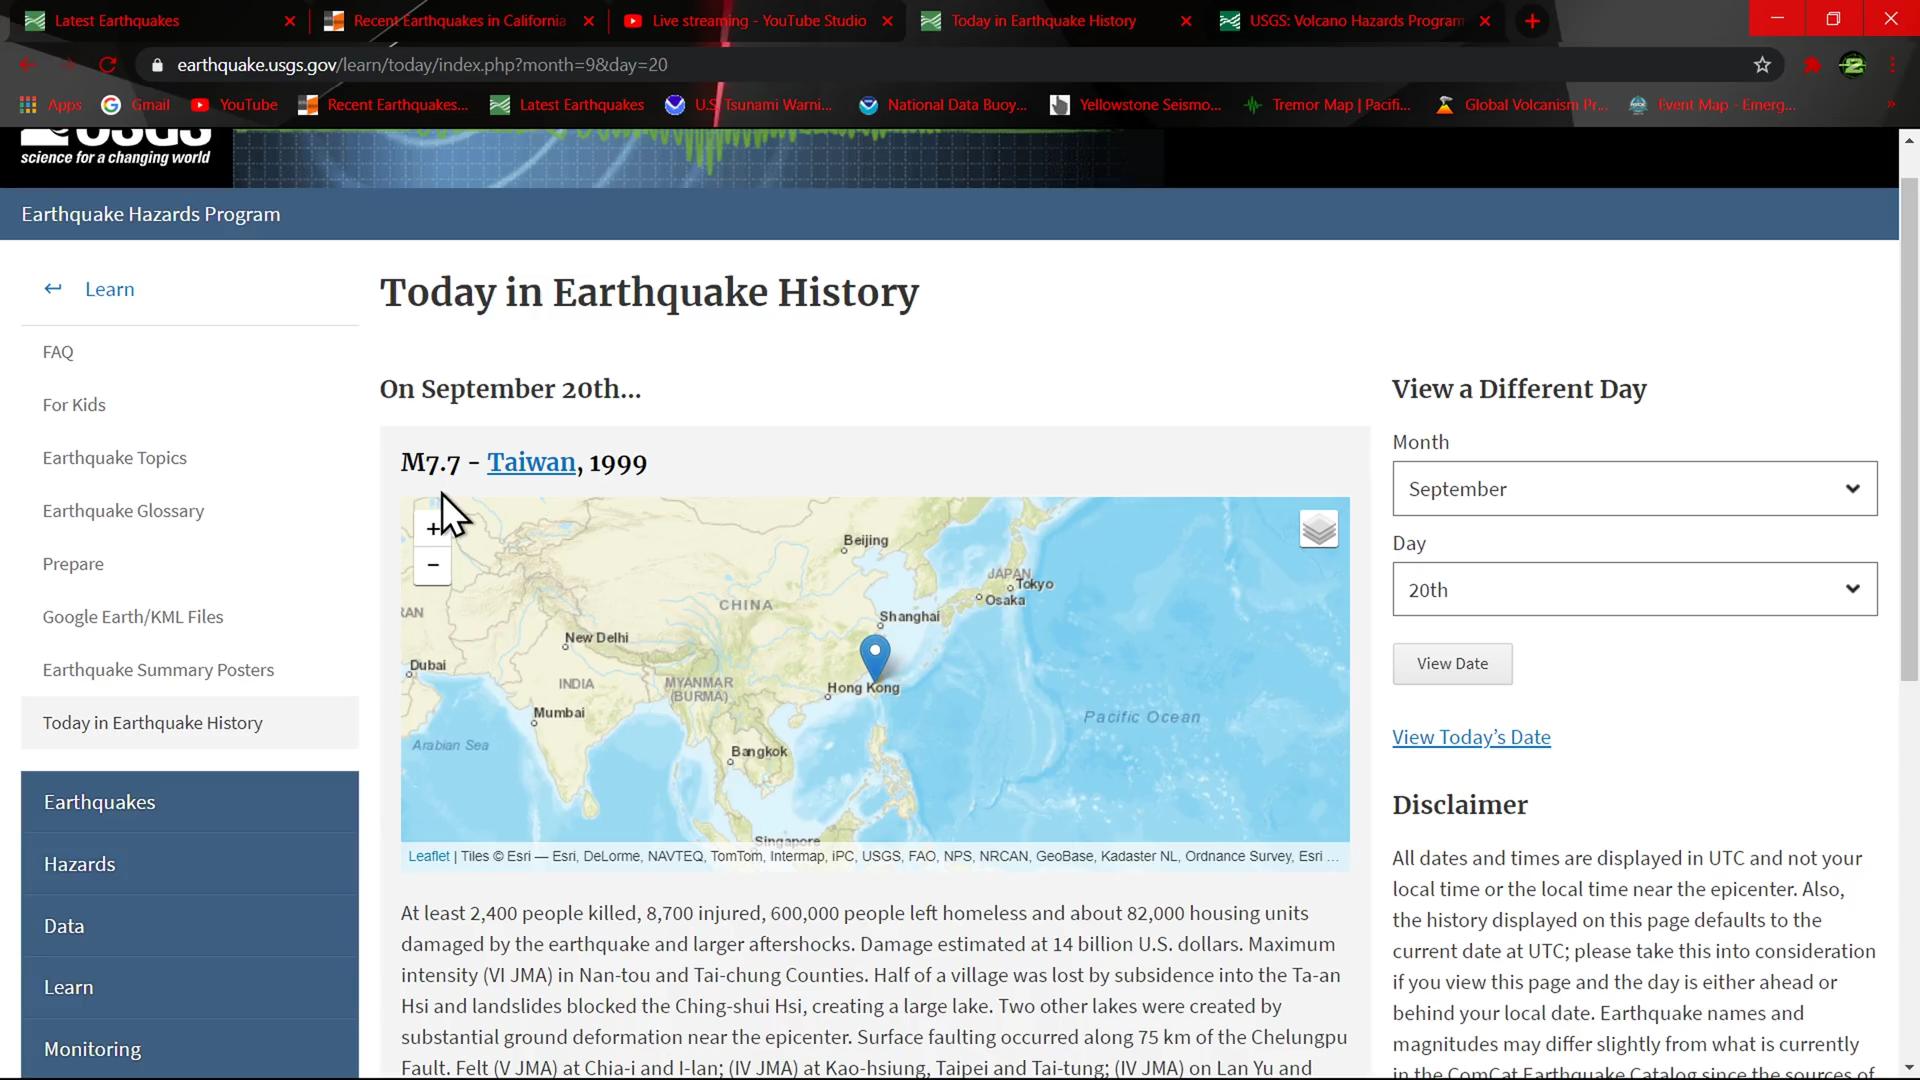 Latest Earthquakes
Recent Earthquakes in California
Live streaming - YouTube Studio
Today in Earthquake History
USGS: Volcano Hazards Program
earthquake.usgs.gov/learn/today/index.php?month=9&day=20
Apps
Gmail
YouTube
Recent Earthquakes...
Latest Earthquakes
U.S. Tsunami Warni...
National Data Buoy...
Yellowstone Seismo...
Tremor Map | Pacifi...
Global Volcanism Pr...
Event Map - Emerg...
»
USGS
science for a changing world
Earthquake Hazards Program
Learn
FAQ
For Kids
Earthquake Topics
Earthquake Glossary
Prepare
Google Earth/KML Files
Earthquake Summary Posters
Today in Earthquake History
Earthquakes
Hazards
Data
Learn
Monitoring
Today in Earthquake History
On September 20th...
M7.7 - Taiwan, 1999
+
−
Beijing
JAPAN
Tokyo
Osaka
CHINA
Shanghai
RAN
New Delhi
Dubai
INDIA
MYANMAR
(BURMA)
Hong Kong
Mumbai
Pacific Ocean
Arabian Sea
Bangkok
Singapore
Leaflet | Tiles © Esri — Esri, DeLorme, NAVTEQ, TomTom, Intermap, iPC, USGS, FAO, NPS, NRCAN, GeoBase, Kadaster NL, Ordnance Survey, Esri ...
At least 2,400 people killed, 8,700 injured, 600,000 people left homeless and about 82,000 housing units
damaged by the earthquake and larger aftershocks. Damage estimated at 14 billion U.S. dollars. Maximum
intensity (VI JMA) in Nan-tou and Tai-chung Counties. Half of a village was lost by subsidence into the Ta-an
Hsi and landslides blocked the Ching-shui Hsi, creating a large lake. Two other lakes were created by
substantial ground deformation near the epicenter. Surface faulting occurred along 75 km of the Chelungpu
Fault. Felt (V JMA) at Chia-i and I-lan; (IV JMA) at Kao-hsiung, Taipei and Tai-tung; (IV JMA) on Lan Yu and
View a Different Day
Month
September
Day
20th
View Date
View Today's Date
Disclaimer
All dates and times are displayed in UTC and not your
local time or the local time near the epicenter. Also,
the history displayed on this page defaults to the
current date at UTC; please take this into consideration
if you view this page and the day is either ahead or
behind your local date. Earthquake names and
magnitudes may differ slightly from what is currently
in the ComCat Earthquake Catalog since the sources of